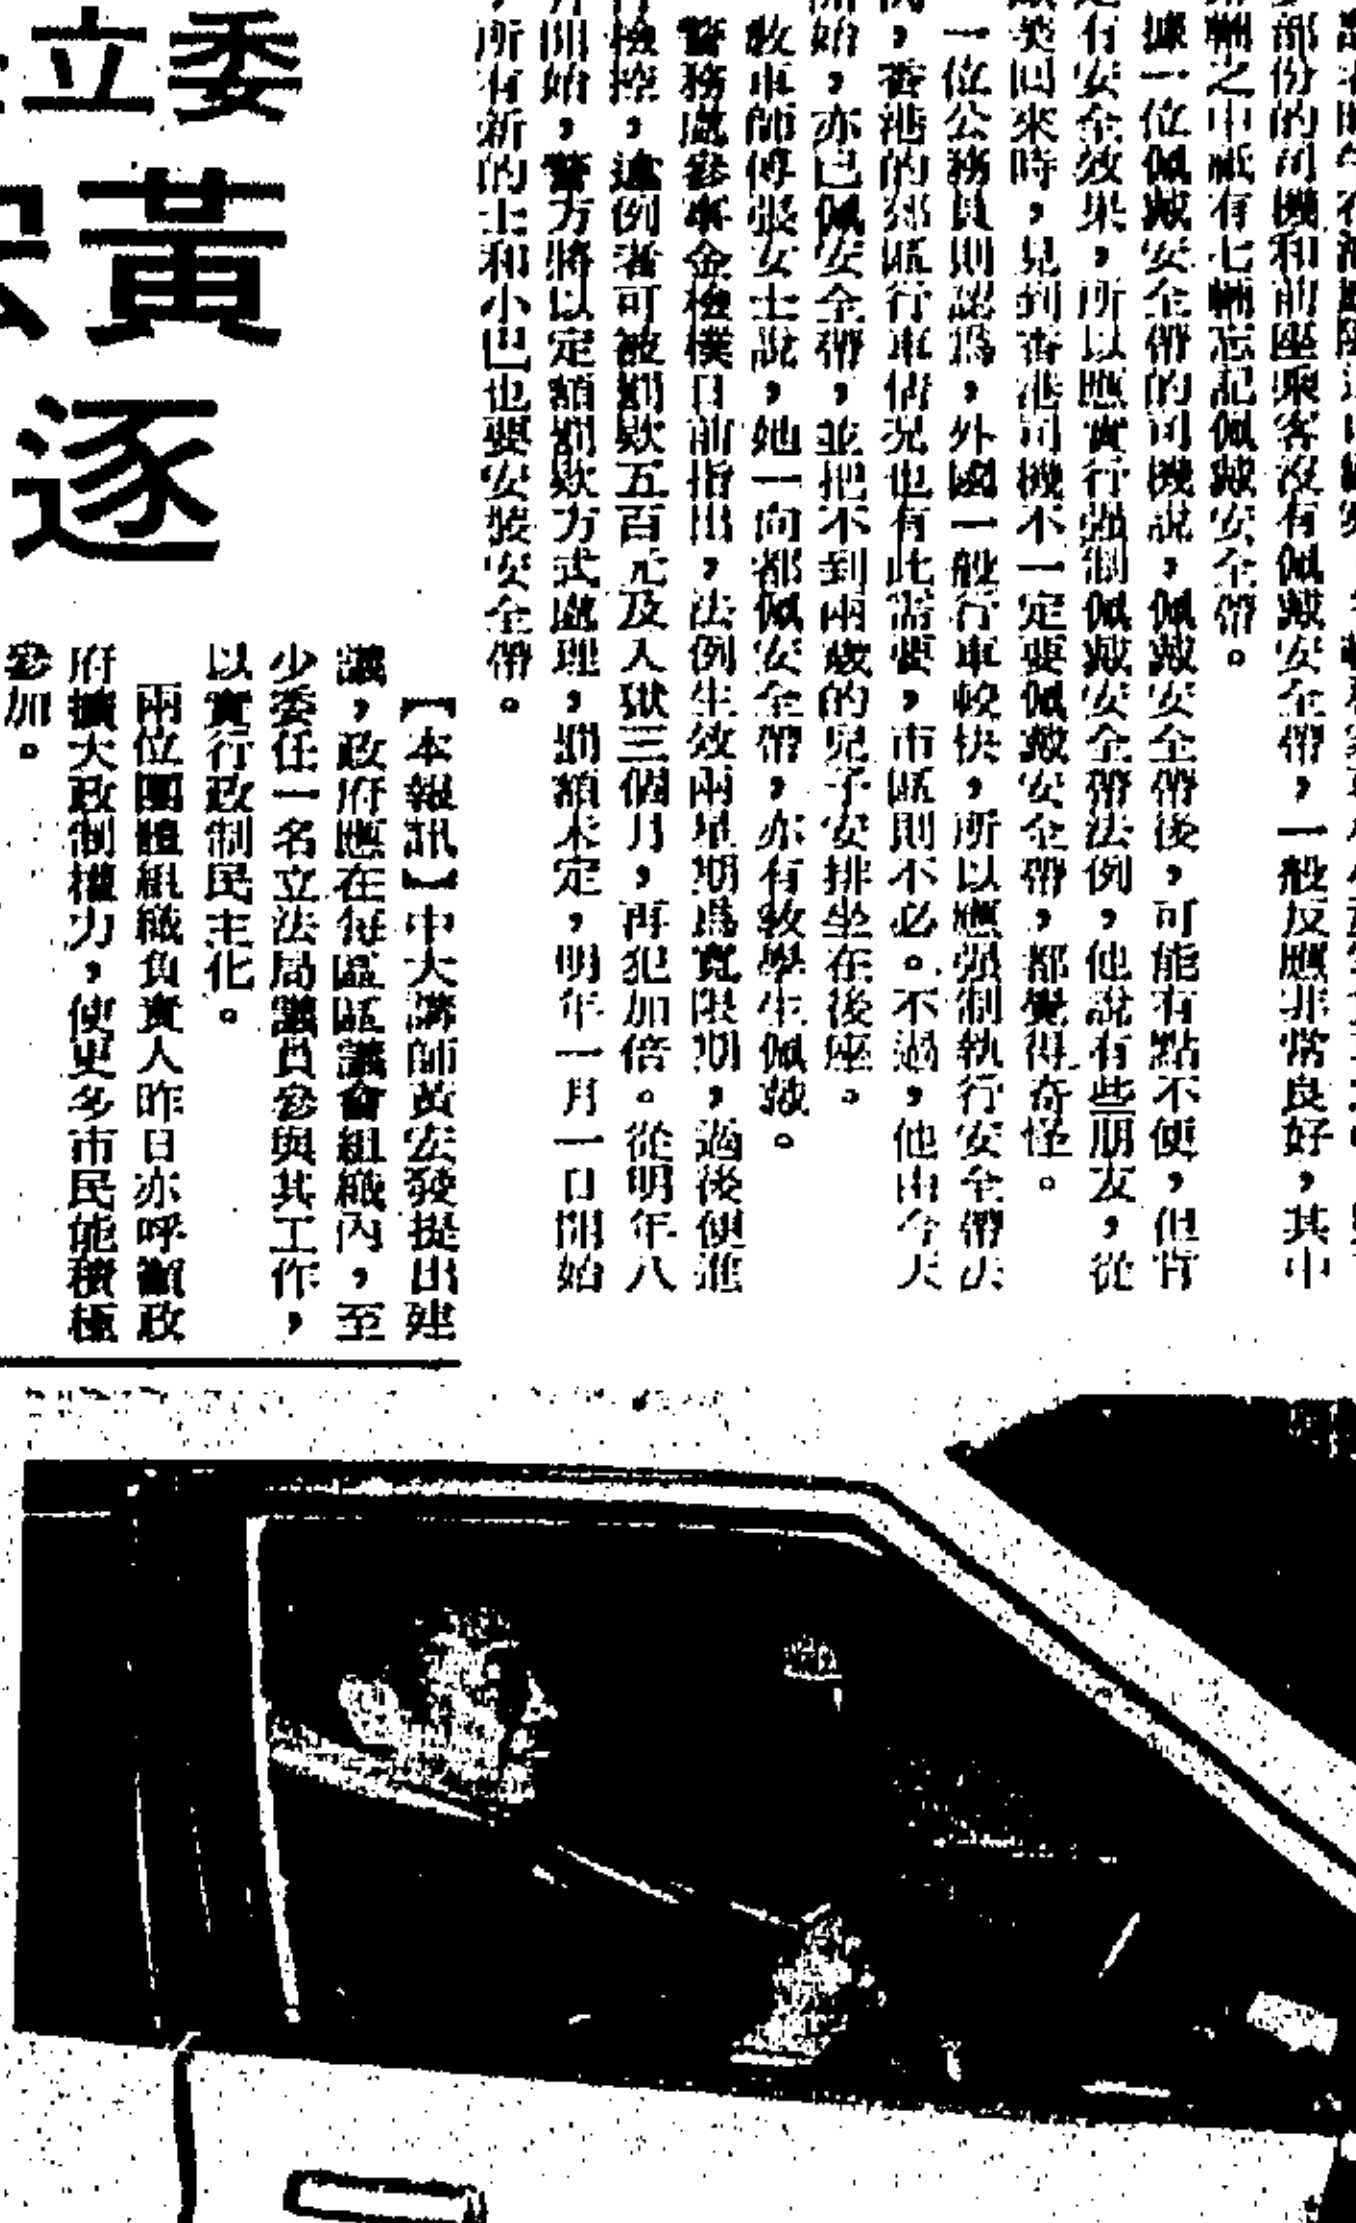 部份的司機和前座乘客沒有佩戴安全帶，一般反應非常良好，其中
輛之中祗有七輛忘記佩戴安全帶。
據一位佩戴安全帶的司機說，佩戴安全帶後，可能有點不便，但肯
有安全效果，所以應實行强制佩戴安全帶法例，他說有些朋友，從
英回來時，見到香港司機不一定要佩戴安全帶，都覺得奇怪。
一位公務員則認爲，外國一般行車較快，所以應强制執行安全帶法
，香港的郊區行車情況也有此需要，市區則不必。不過，他由今天
始，亦已佩安全帶，並把不到兩歲的兒子安排坐在後座。
教車師傅張女士說，她一向都佩安全帶，亦有教學生佩戴。
警務處參事金檢樸日前指出，法例生效兩星期爲寬限期，過後便進
檢控，違例者可被罰欵五百元及入獄三個月，再犯加倍。從明年八
開始，警方將以定額罰欵方式處理，罰額未定，明年一月一日開始
，所有新的士和小巴也要安裝安全帶。
委立
黃
逐
【本報訊】中大講師黃宏發提出建
議，政府應在每區區議會組織內，至
少委任一名立法局議員參與其工作，
以實行政制民主化。
兩位團體組織負責人昨日亦呼籲政
府擴大政制權力，使更多市民能積極
參加。